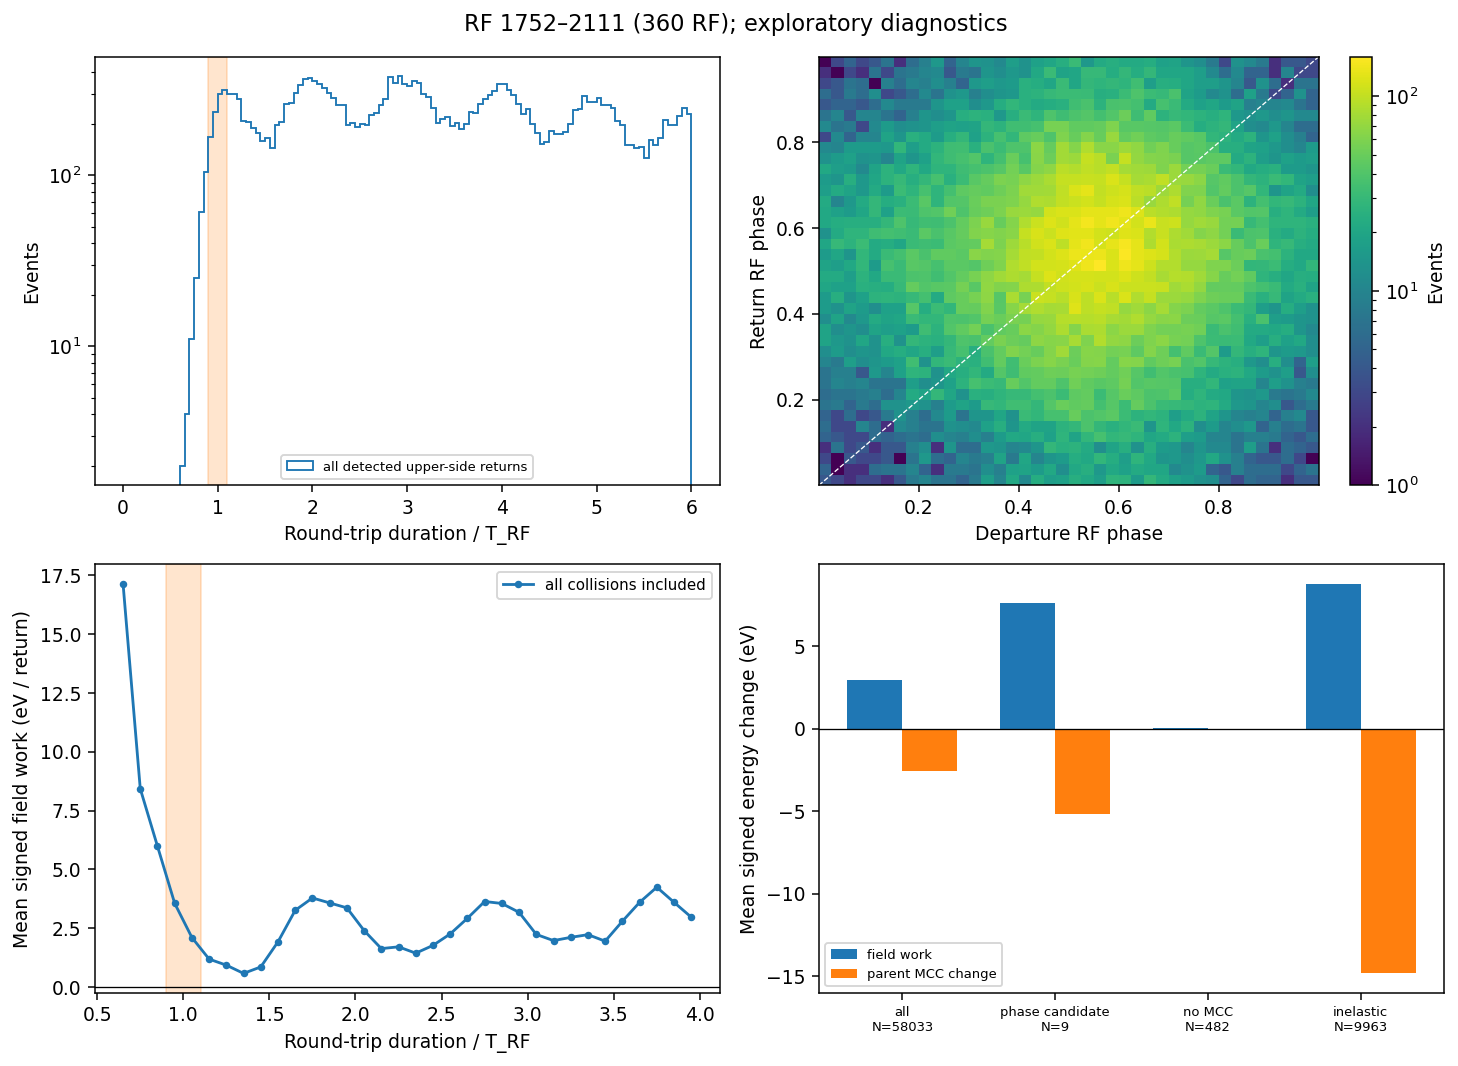 RF 1752–2111 (360 RF); exploratory diagnostics
Events
10²
10¹
all detected upper-side returns
0 1 2 3 4 5 6
Round-trip duration / T_RF
Return RF phase
0.8
0.6
0.4
0.2
0.2 0.4 0.6 0.8
Departure RF phase
10²
10¹
10⁰
Events
Mean signed field work (eV / return)
17.5
15.0
12.5
10.0
7.5
5.0
2.5
0.0
all collisions included
0.5 1.0 1.5 2.0 2.5 3.0 3.5 4.0
Round-trip duration / T_RF
Mean signed energy change (eV)
5
0
−5
−10
−15
field work
parent MCC change
all
N=58033
phase candidate
N=9
no MCC
N=482
inelastic
N=9963